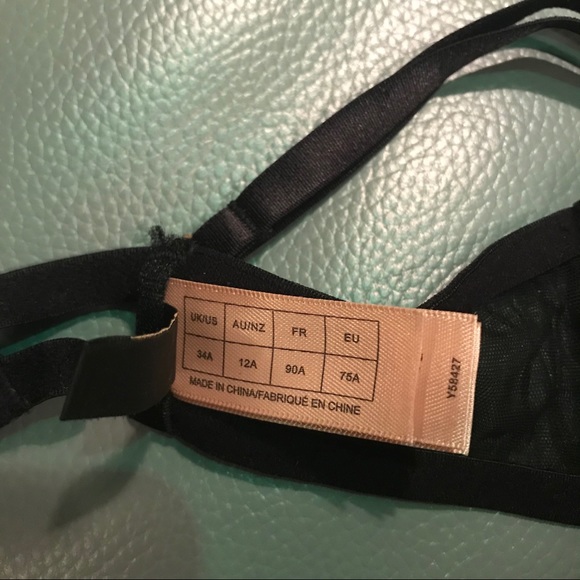 UK/US AU/NZ FR EU
34A 12A 90A 75A
MADE IN CHINA/FABRIQUÉ EN CHINE
Y58427